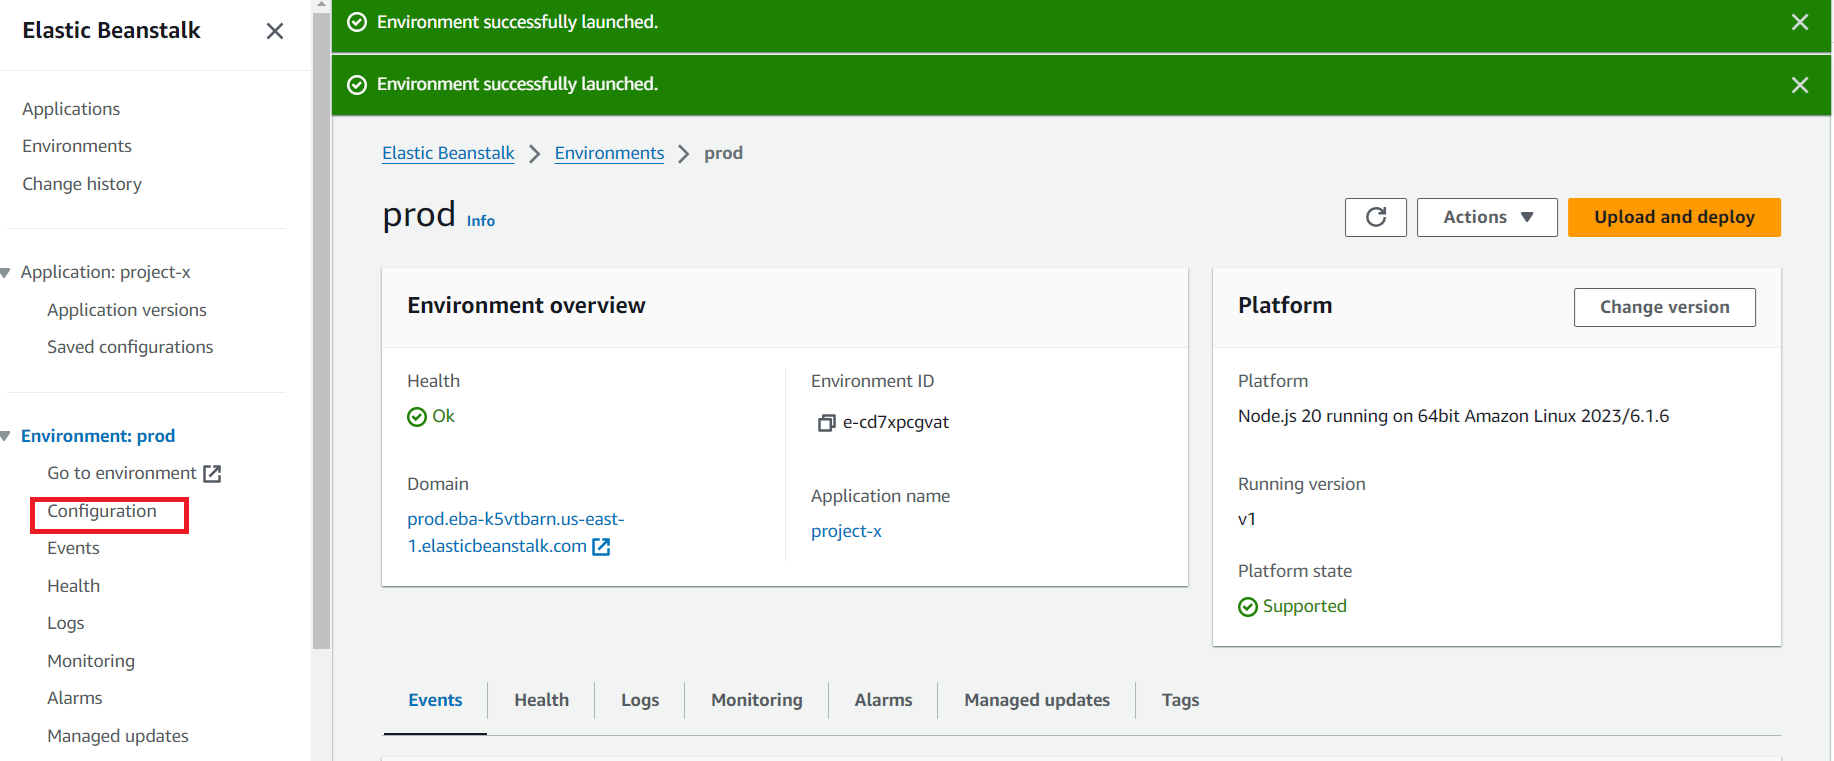 Elastic Beanstalk
Applications
Environments
Change history
Application: project-x
Application versions
Saved configurations
Environment: prod
Go to environment
Configuration
Events
Health
Logs
Monitoring
Alarms
Managed updates
Environment successfully launched.
Environment successfully launched.
Elastic Beanstalk
Environments
prod
prod Info
Actions
Upload and deploy
Environment overview
Health
Ok
Domain
prod.eba-k5vtbarn.us-east-
1.elasticbeanstalk.com
Environment ID
e-cd7xpcgvat
Application name
project-x
Platform
Change version
Platform
Node.js 20 running on 64bit Amazon Linux 2023/6.1.6
Running version
v1
Platform state
Supported
Events
Health
Logs
Monitoring
Alarms
Managed updates
Tags